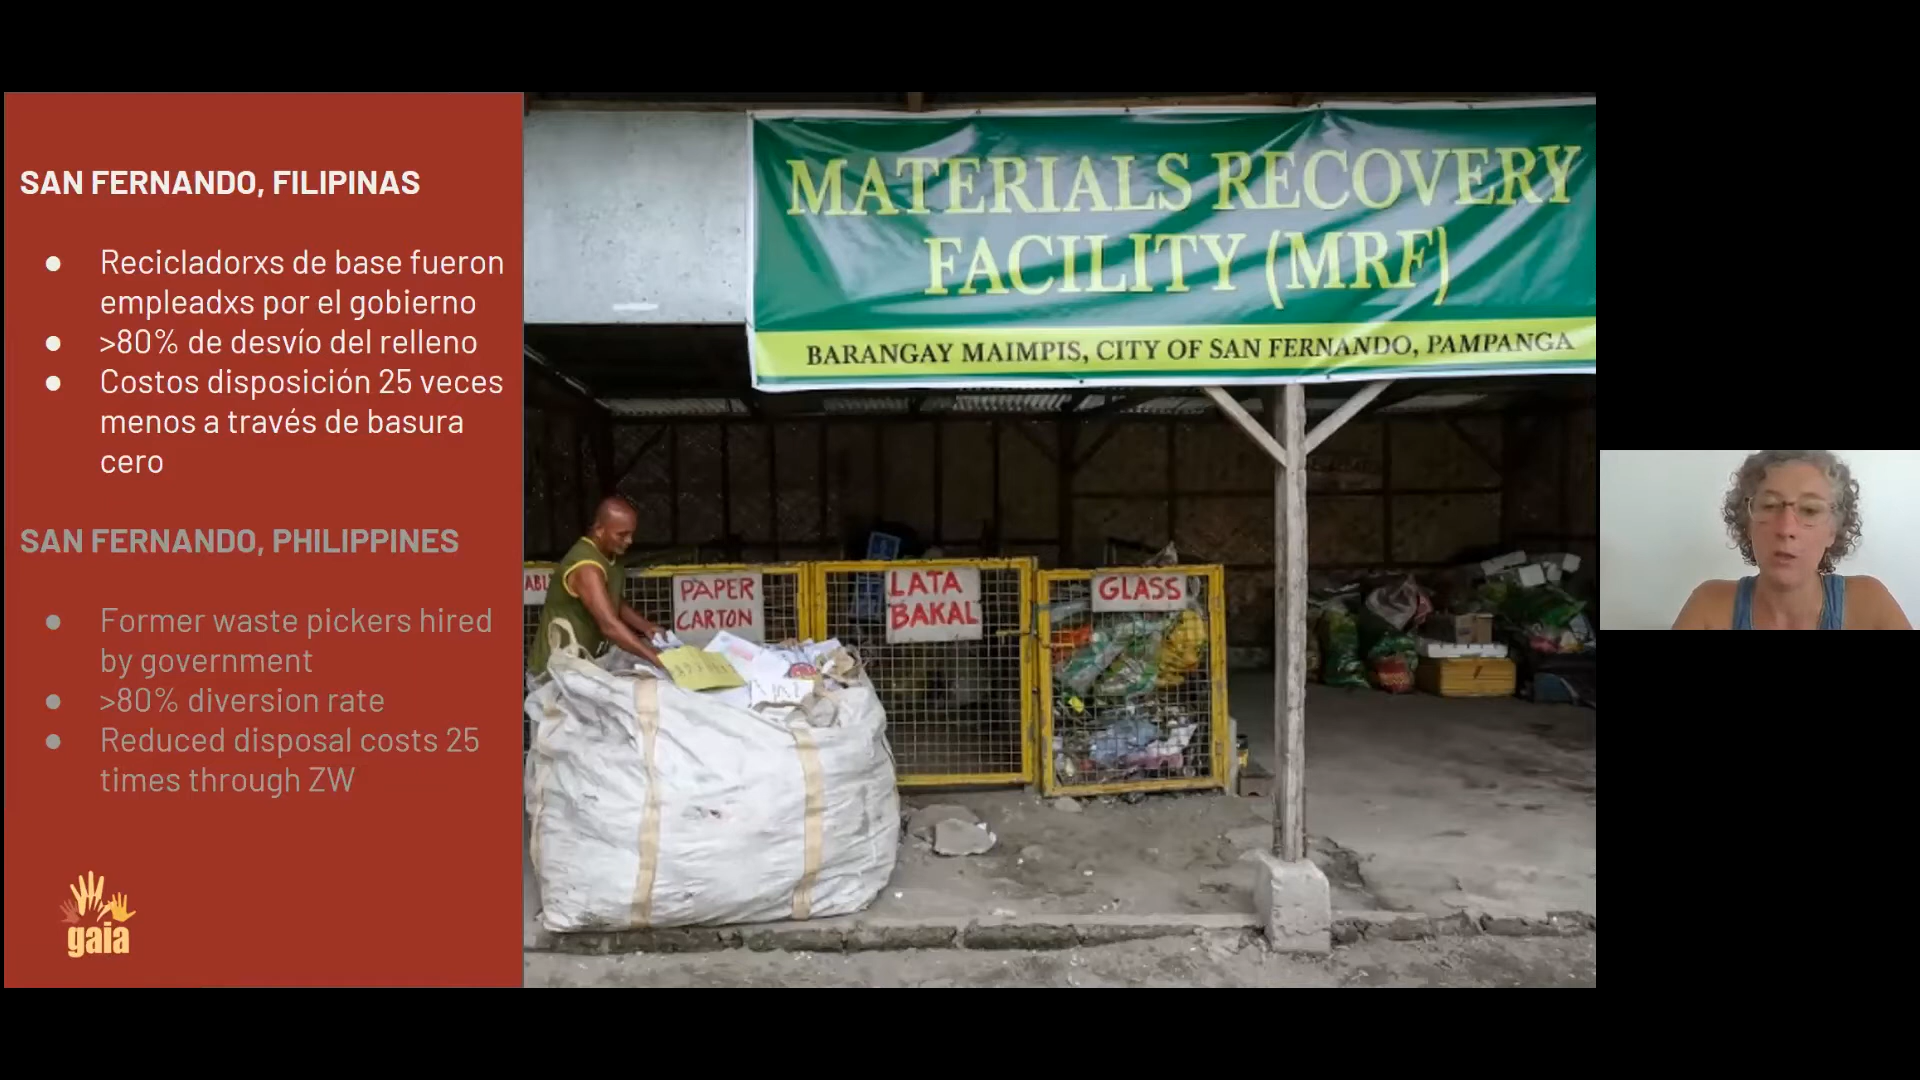 SAN FERNANDO, FILIPINAS
● Recicladorxs de base fueron
empleadxs por el gobierno
● >80% de desvío del relleno
● Costos disposición 25 veces
menos a través de basura
cero
SAN FERNANDO, PHILIPPINES
● Former waste pickers hired
by government
● >80% diversion rate
● Reduced disposal costs 25
times through ZW
gaia
MATERIALS RECOVERY
FACILITY (MRF)
BARANGAY MAIMPIS, CITY OF SAN FERNANDO, PAMPANGA
PAPER
CARTON
LATA
BAKAL
GLASS